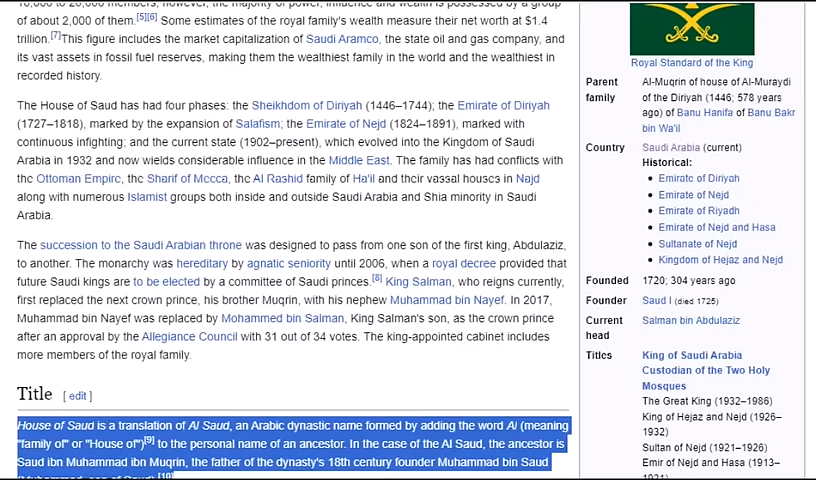 of about 2,000 of them.[5][6] Some estimates of the royal family's wealth measure their net worth at $1.4
trillion.[7]This figure includes the market capitalization of Saudi Aramco, the state oil and gas company, and
its vast assets in fossil fuel reserves, making them the wealthiest family in the world and the wealthiest in
recorded history.
The House of Saud has had four phases: the Sheikhdom of Diriyah (1446–1744); the Emirate of Diriyah
(1727–1818), marked by the expansion of Salafism; the Emirate of Nejd (1824–1891), marked with
continuous infighting; and the current state (1902–present), which evolved into the Kingdom of Saudi
Arabia in 1932 and now wields considerable influence in the Middle East. The family has had conflicts with
the Ottoman Empire, the Sharif of Mecca, the Al Rashid family of Ha'il and their vassal houses in Najd
along with numerous Islamist groups both inside and outside Saudi Arabia and Shia minority in Saudi
Arabia.
The succession to the Saudi Arabian throne was designed to pass from one son of the first king, Abdulaziz,
to another. The monarchy was hereditary by agnatic seniority until 2006, when a royal decree provided that
future Saudi kings are to be elected by a committee of Saudi princes.[8] King Salman, who reigns currently,
first replaced the next crown prince, his brother Muqrin, with his nephew Muhammad bin Nayef. In 2017,
Muhammad bin Nayef was replaced by Mohammed bin Salman, King Salman's son, as the crown prince
after an approval by the Allegiance Council with 31 out of 34 votes. The king-appointed cabinet includes
more members of the royal family.
Title [ edit ]
House of Saud is a translation of Al Saud, an Arabic dynastic name formed by adding the word Al (meaning
"family of" or "House of")[9] to the personal name of an ancestor. In the case of the Al Saud, the ancestor is
Saud ibn Muhammad ibn Muqrin, the father of the dynasty's 18th century founder Muhammad bin Saud
Royal Standard of the King
Parent family
Al-Muqrin of house of Al-Muraydi
of the Diriyah (1446; 578 years
ago) of Banu Hanifa of Banu Bakr
bin Wa'il
Country
Saudi Arabia (current)
Historical:
Emirate of Diriyah
Emirate of Nejd
Emirate of Riyadh
Emirate of Nejd and Hasa
Sultanate of Nejd
Kingdom of Hejaz and Nejd
Founded
1720; 304 years ago
Founder
Saud I (died 1725)
Current head
Salman bin Abdulaziz
Titles
King of Saudi Arabia
Custodian of the Two Holy
Mosques
The Great King (1932–1986)
King of Hejaz and Nejd (1926–
1932)
Sultan of Nejd (1921–1926)
Emir of Nejd and Hasa (1913–